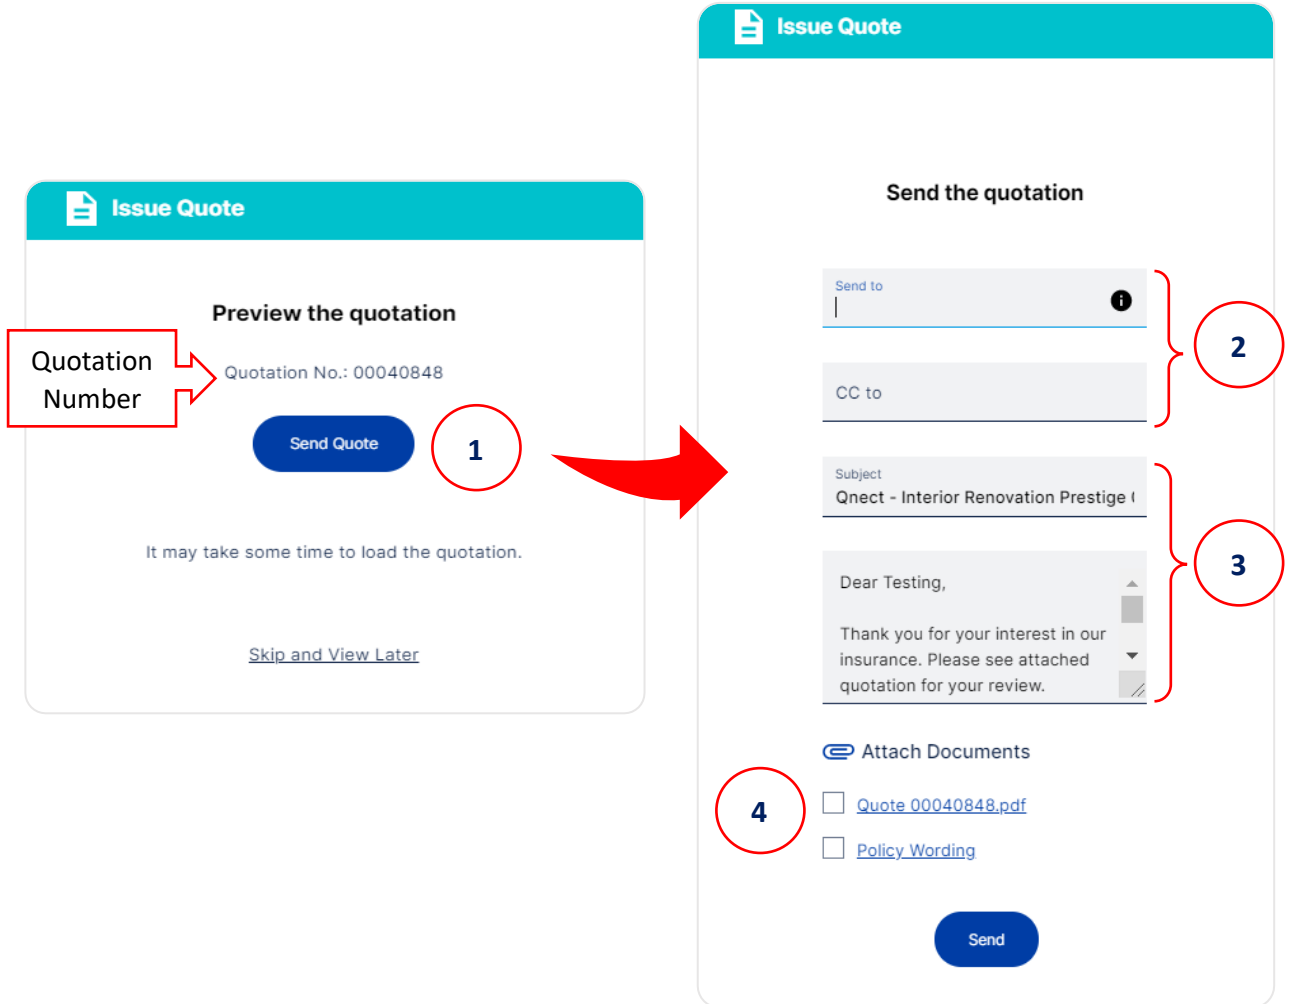 Issue Quote
Preview the quotation
Quotation
Number
Quotation No.: 00040848
Send Quote
1
It may take some time to load the quotation.
Skip and View Later
Issue Quote
Send the quotation
Send to
CC to
2
Subject
Qnect - Interior Renovation Prestige (
3
Dear Testing,
Thank you for your interest in our
insurance. Please see attached
quotation for your review.
Attach Documents
4
Quote 00040848.pdf
Policy Wording
Send